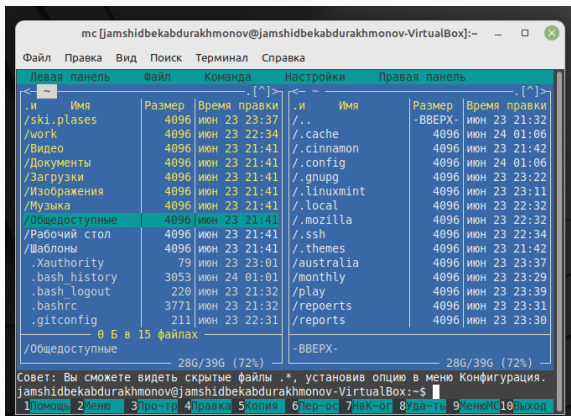 mc [jamshidbekabdurakhmonov@jamshidbekabdurakhmonov-VirtualBox]:~
Файл Правка Вид Поиск Терминал Справка
Левая панель Файл Команда Настройки Правая панель
<- ~ .[^]> <- ~ .[^]>
.и Имя Размер Время правки .и Имя Размер Время правки
/ski.plases 4096 июн 23 23:37 /.. -ВВЕРХ- июн 23 21:32
/work 4096 июн 23 22:34 /.cache 4096 июн 24 01:06
/Видео 4096 июн 23 21:41 /.cinnamon 4096 июн 23 21:42
/Документы 4096 июн 23 21:41 /.config 4096 июн 24 01:06
/Загрузки 4096 июн 23 21:41 /.gnupg 4096 июн 23 23:22
/Изображения 4096 июн 23 21:41 /.linuxmint 4096 июн 23 23:11
/Музыка 4096 июн 23 21:41 /.local 4096 июн 23 22:32
/Общедоступные 4096 июн 23 21:41 /.mozilla 4096 июн 23 22:32
/Рабочий стол 4096 июн 23 21:41 /.ssh 4096 июн 23 22:34
/Шаблоны 4096 июн 23 21:41 /.themes 4096 июн 23 21:42
.Xauthority 79 июн 23 23:01 /australia 4096 июн 23 23:37
.bash_history 3053 июн 24 01:01 /monthly 4096 июн 23 23:29
.bash_logout 220 июн 23 21:32 /play 4096 июн 23 23:39
.bashrc 3771 июн 23 21:32 /repoerts 4096 июн 23 23:31
.gitconfig 211 июн 23 22:31 /reports 4096 июн 23 23:30
0 Б в 15 файлах
/Общедоступные -ВВЕРХ-
28G/39G (72%) 28G/39G (72%)
Совет: Вы сможете видеть скрытые файлы .*, установив опцию в меню Конфигурация.
jamshidbekabdurakhmonov@jamshidbekabdurakhmonov-VirtualBox:~$
1Помощь 2Меню 3Про~тр 4Правка 5Копия 6Пер~ос 7НвК~ог 8Уда~ть 9МенюМС 10Выход